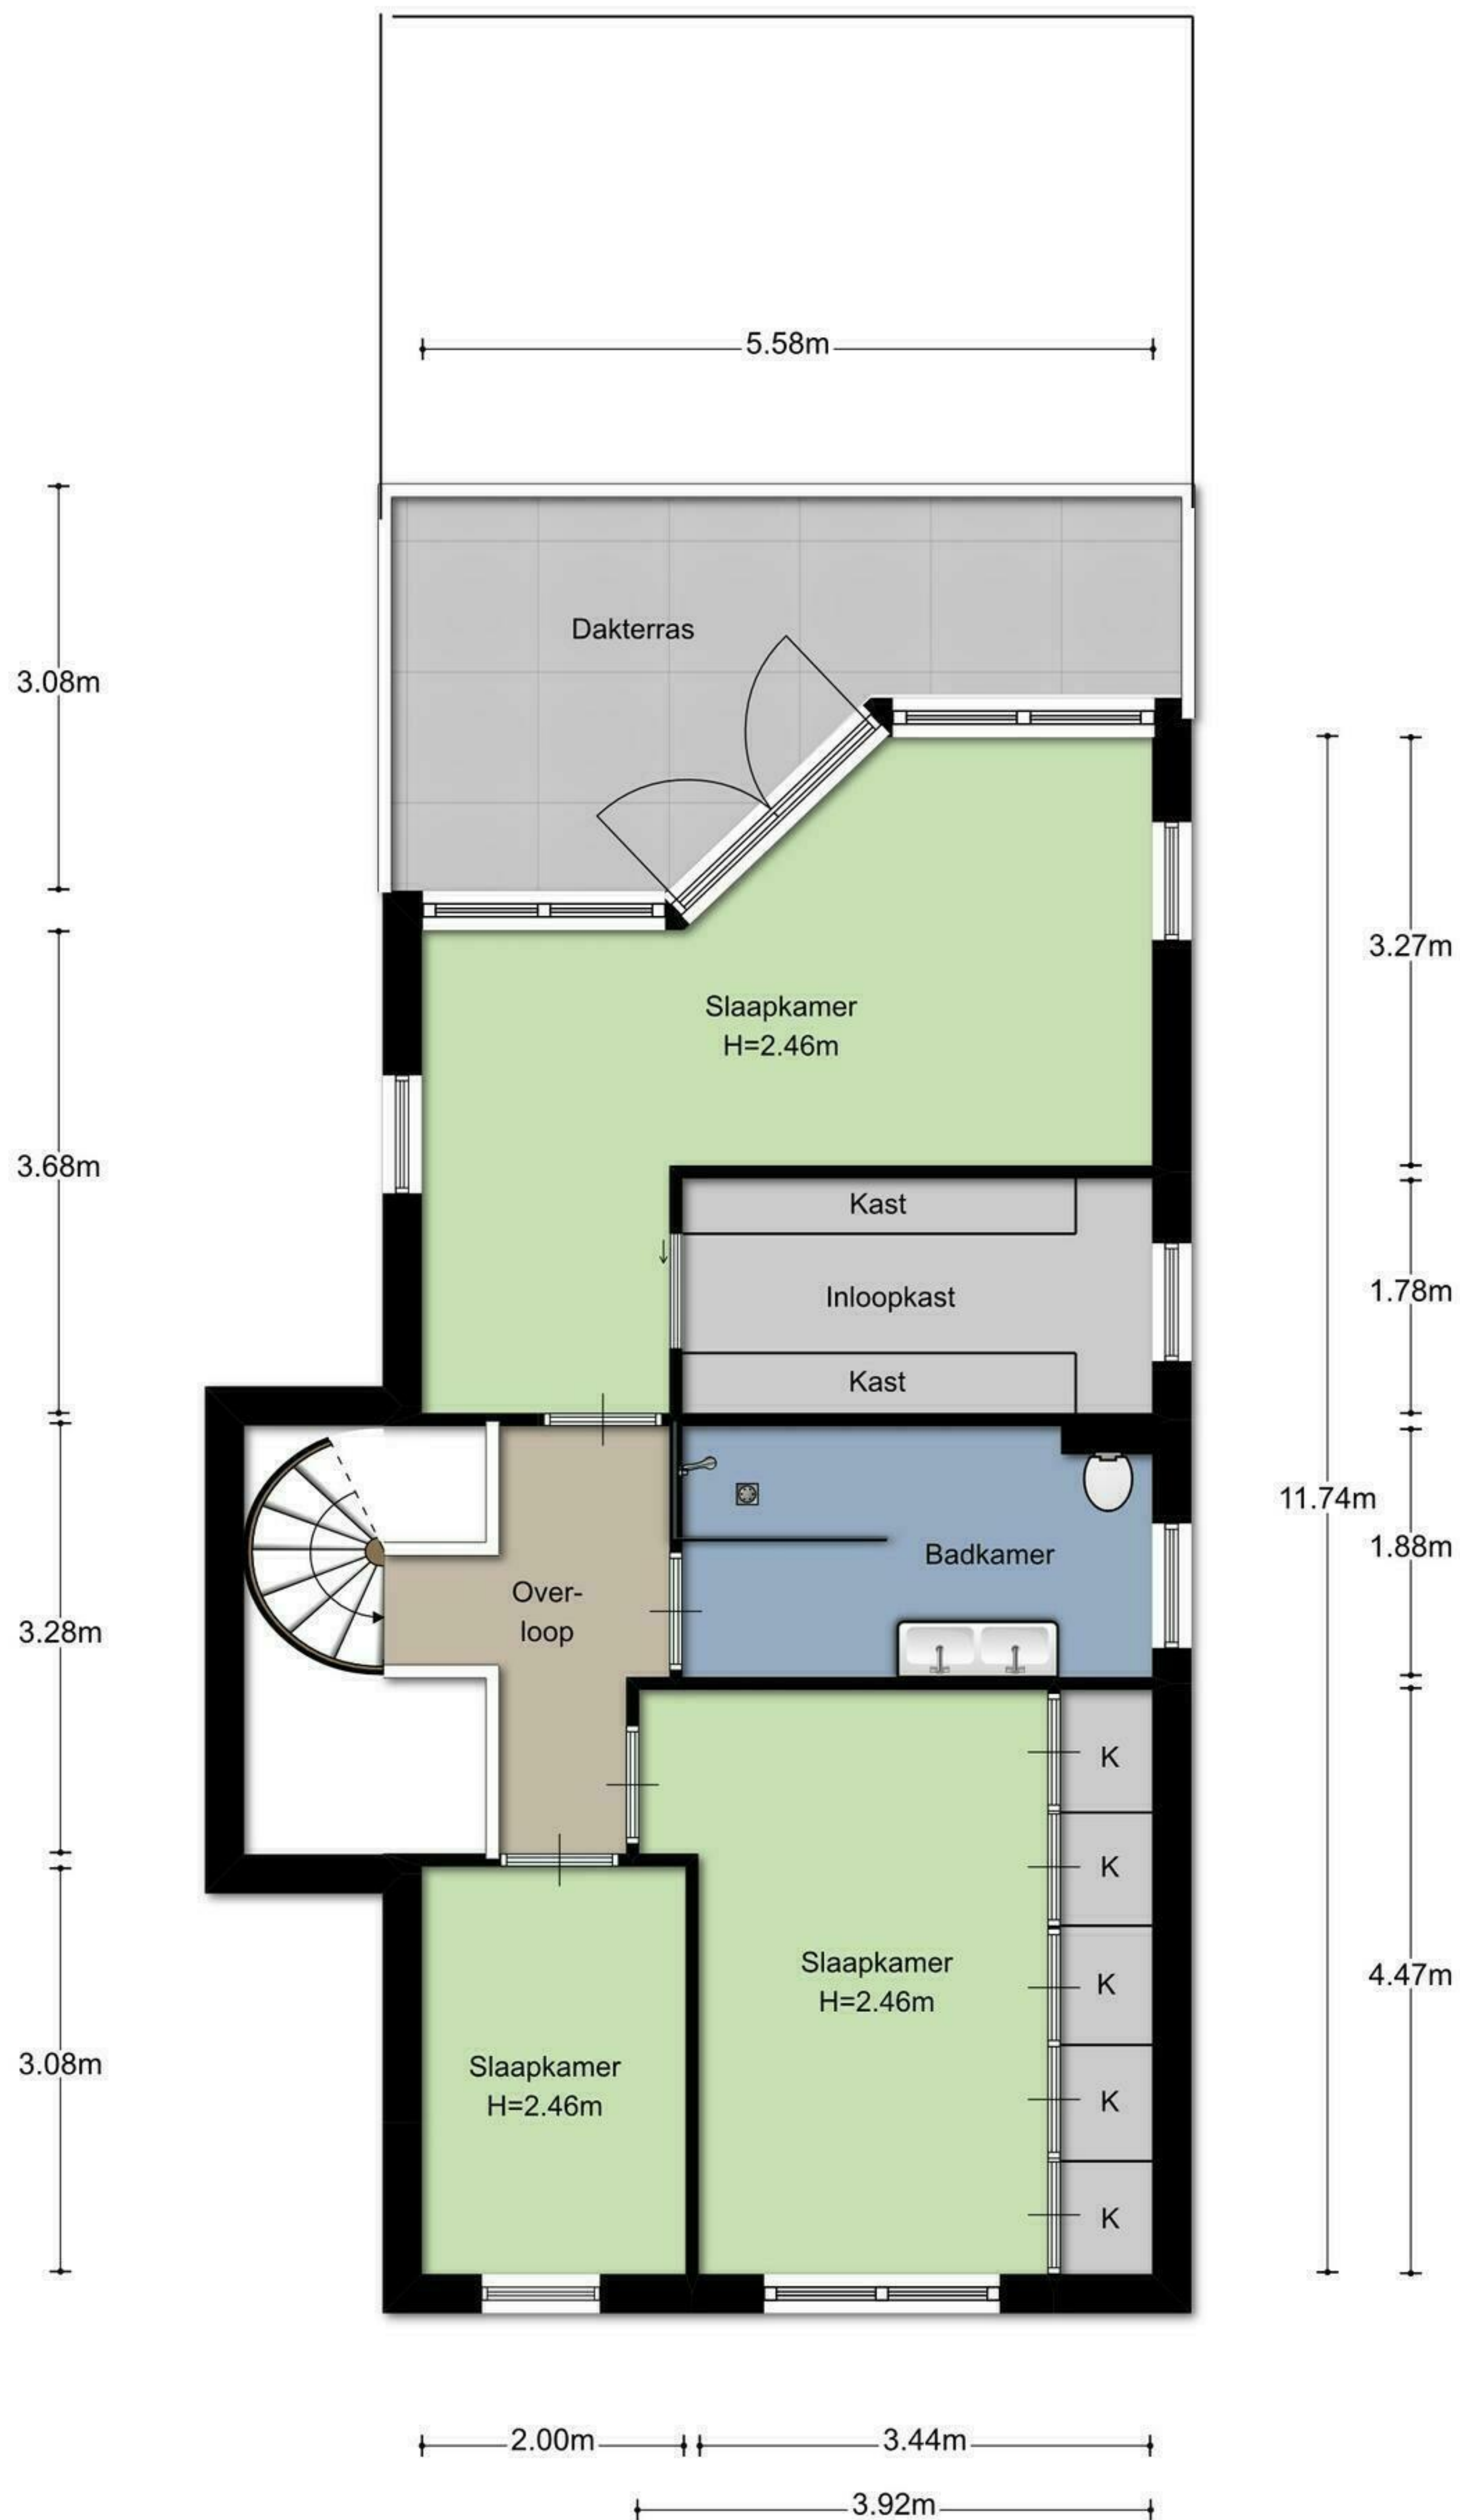 5.58m
Dakterras
3.08m
3.27m
Slaapkamer
H=2.46m
3.68m
Kast
Inloopkast
1.78m
Kast
11.74m
Badkamer
1.88m
Over-
loop
3.28m
K
K
Slaapkamer
H=2.46m
K
4.47m
Slaapkamer
H=2.46m
3.08m
K
K
2.00m
3.44m
3.92m